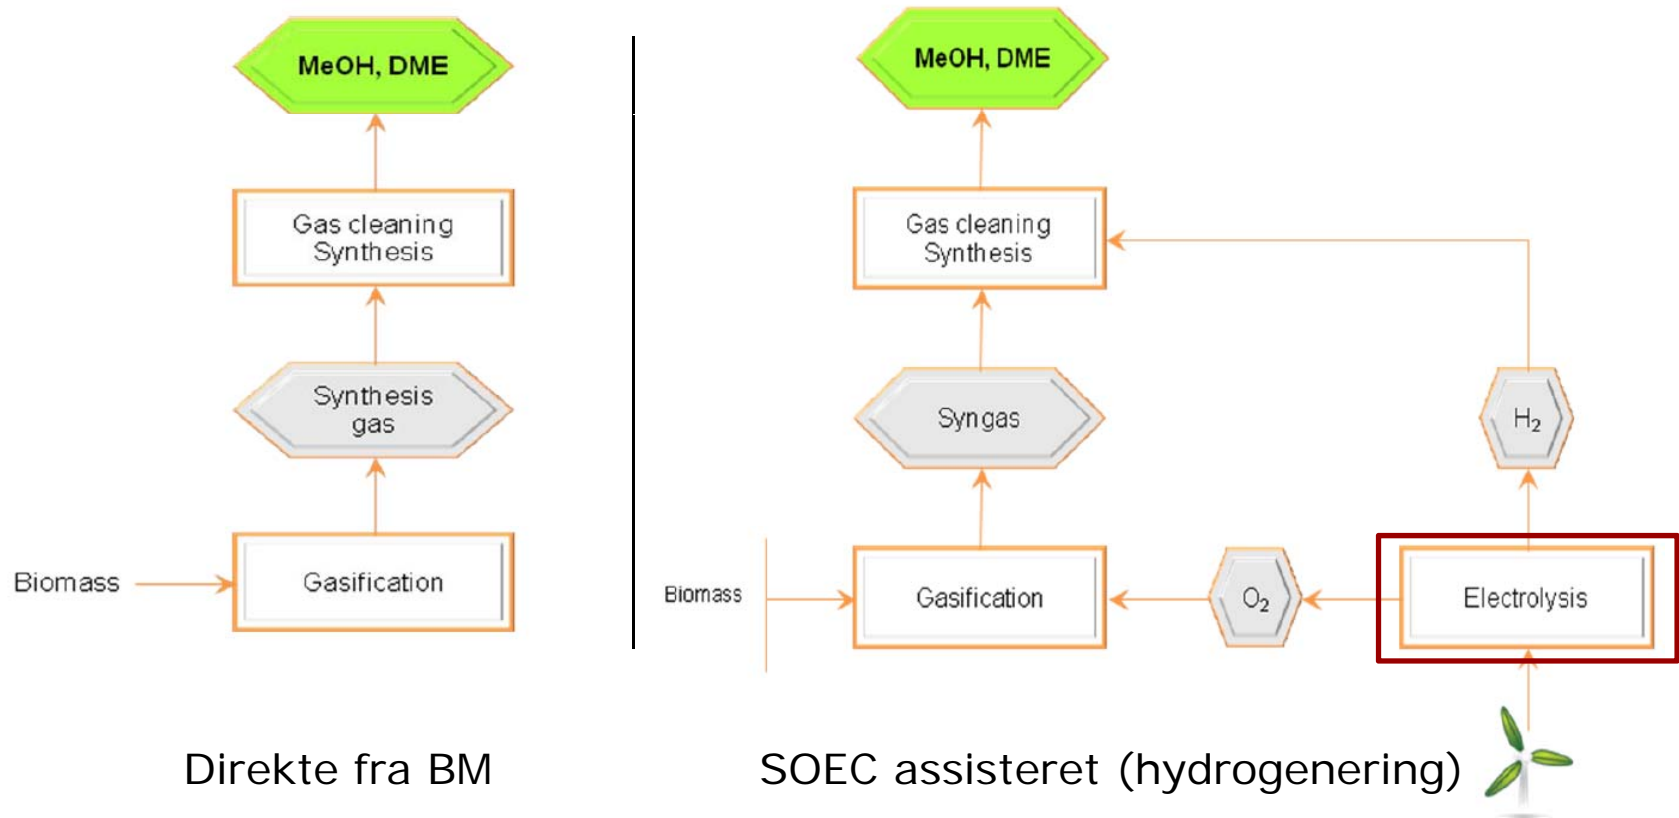 MeOH, DME
Gas cleaning
Synthesis
Synthesis
gas
Biomass
Gasification
Direkte fra BM
MeOH, DME
Gas cleaning
Synthesis
Syngas
H₂
Biomass
Gasification
O₂
Electrolysis
SOEC assisteret (hydrogenering)